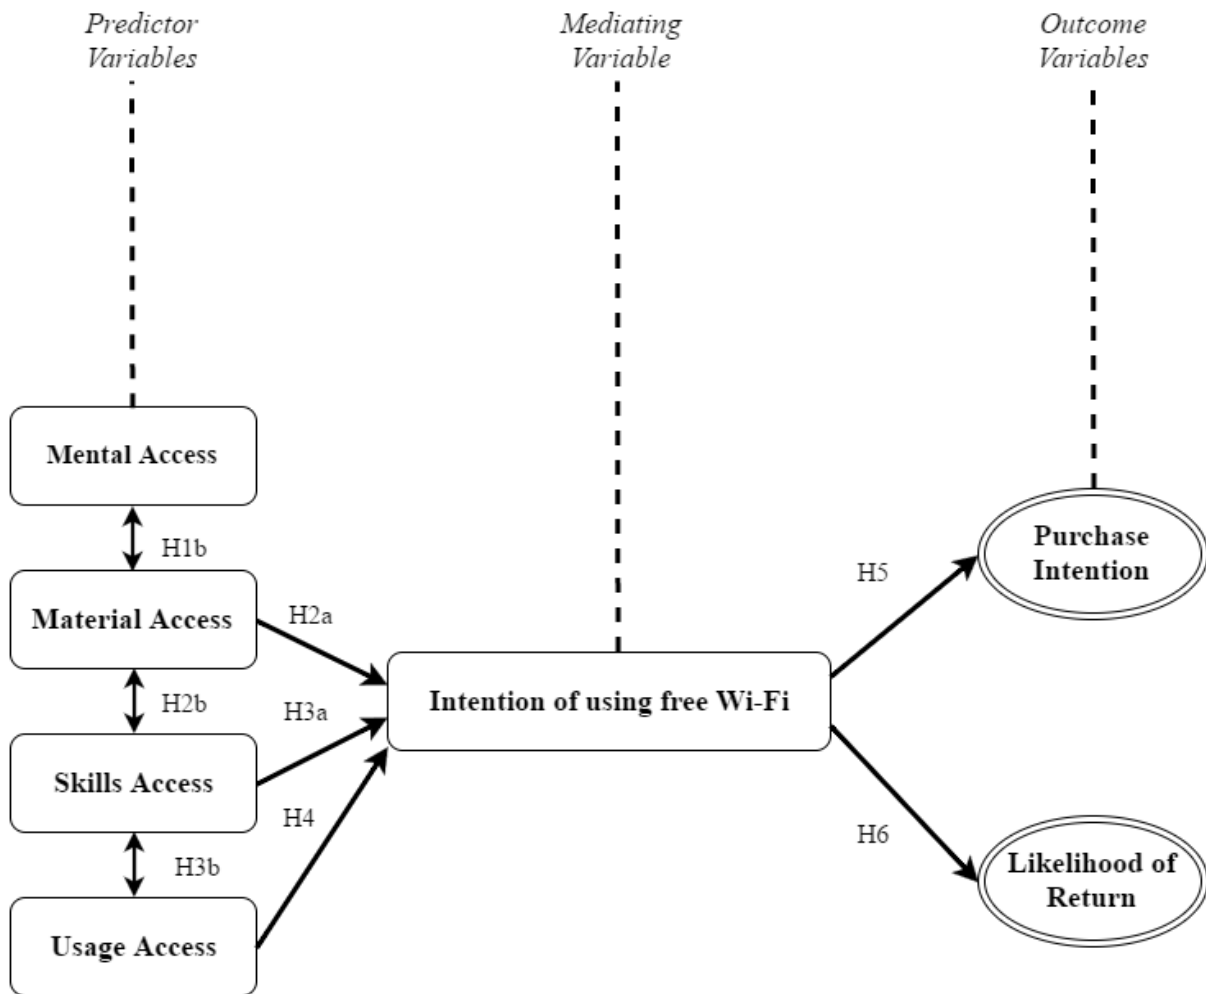 Predictor
Variables
Mediating
Variable
Outcome
Variables
Mental Access
H1b
Material Access
H2a
H2b
H3a
Skills Access
H4
H3b
Usage Access
Intention of using free Wi-Fi
H5
H6
Purchase
Intention
Likelihood of
Return